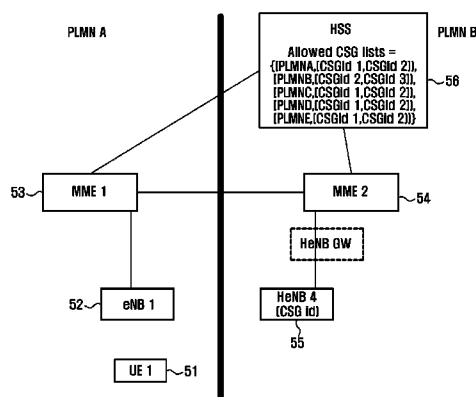 PLMN A
HSS
PLMN B
Allowed CSG lists =
{[PLMNA,(CSGid 1,CSGid 2)],
[PLMNB,(CSGid 2,CSGid 3)],
[PLMNC,(CSGid 1,CSGid 2)],
[PLMND,(CSGid 1,CSGid 2)],
[PLMNE,(CSGid 1,CSGid 2)]}
56
53
MME 1
MME 2
54
HeNB GW
52
eNB 1
HeNB 4
(CSG id)
55
UE 1
51